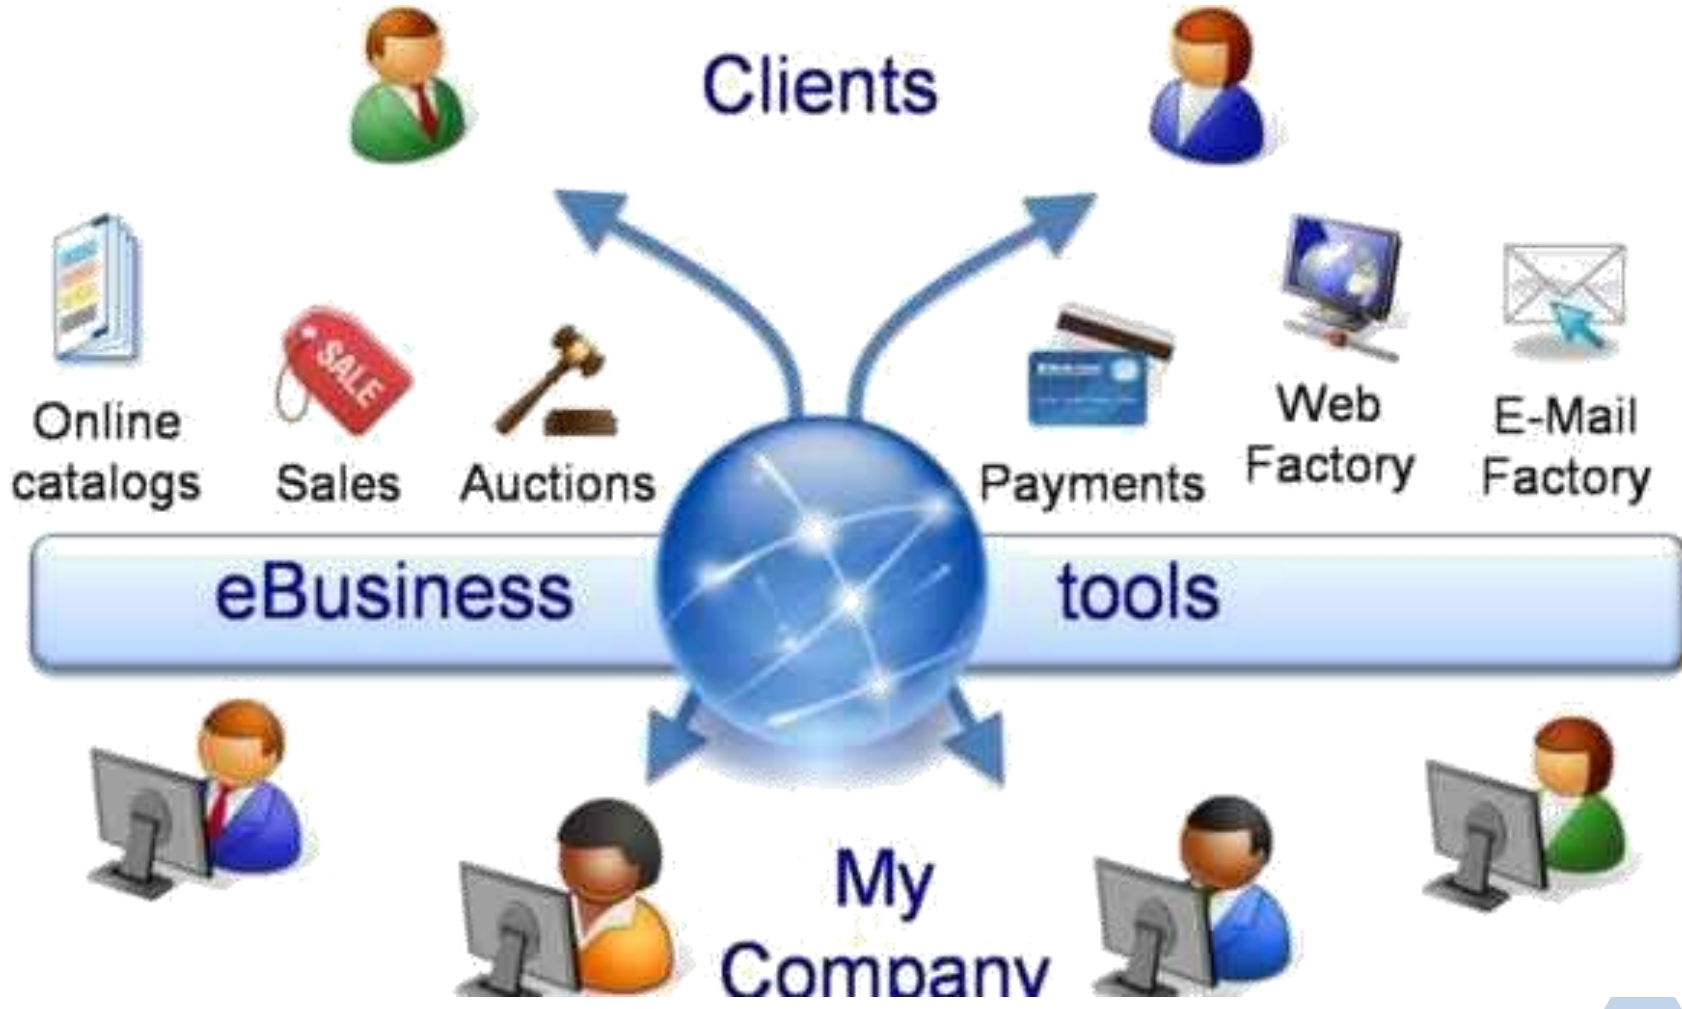 Clients
Online
catalogs
SALE
Sales
Auctions
Payments
Web
Factory
E-Mail
Factory
eBusiness tools
My
Company